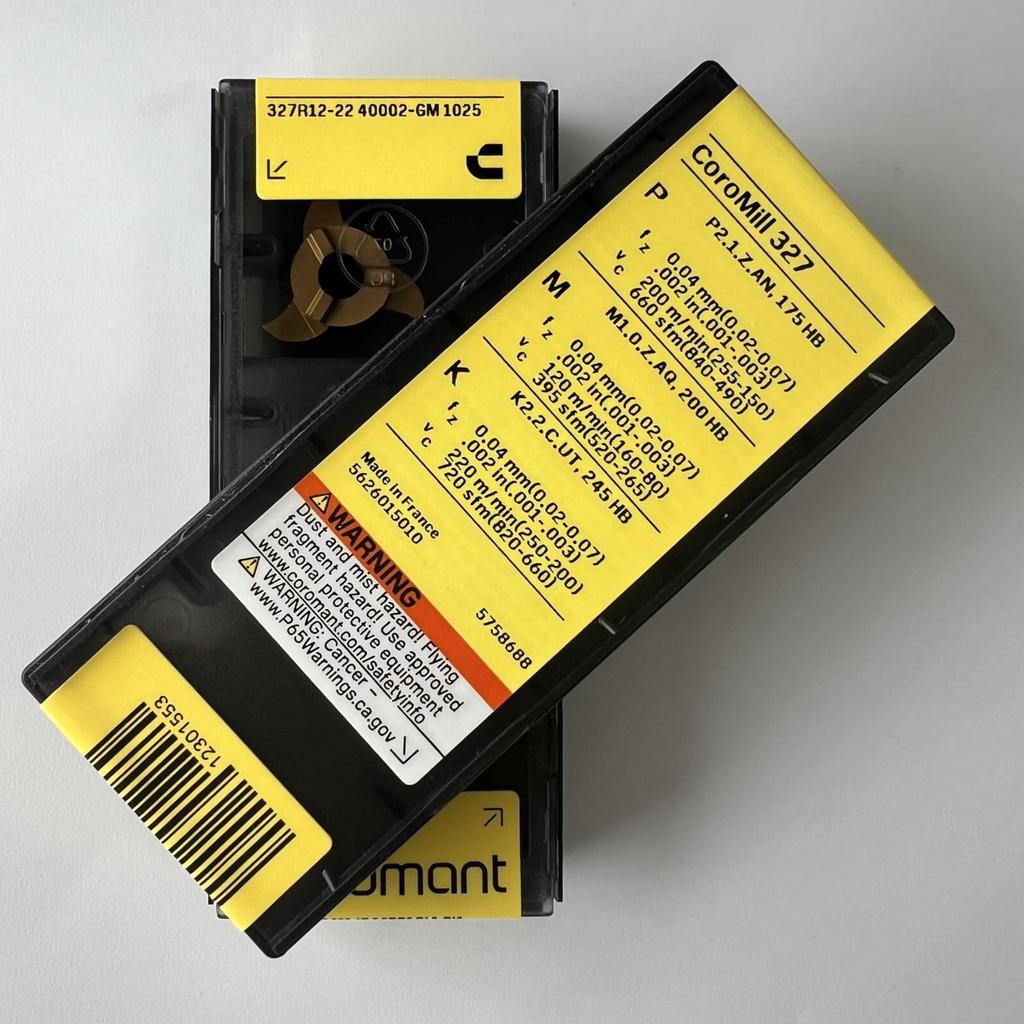 327R12-22 40002-GM 1025
CoroMill 327
P
P2.1.Z.AN, 175 HB
fz 0.04 mm(0.02-0.07)
.002 in(.001-.003)
vc 200 m/min(255-150)
660 sfm(840-490)
M
M1.0.Z.AQ, 200 HB
fz 0.04 mm(0.02-0.07)
.002 in(.001-.003)
vc 120 m/min(160-80)
395 sfm(520-265)
K
K2.2.C.UT, 245 HB
fz 0.04 mm(0.02-0.07)
.002 in(.001-.003)
vc 220 m/min(250-200)
720 sfm(820-660)
Made in France
5626015010
5758688
WARNING
Dust and mist hazard! Flying
fragment hazard! Use approved
personal protective equipment
www.coromant.com/safetyinfo
WARNING: Cancer –
www.P65Warnings.ca.gov
12301553
omant